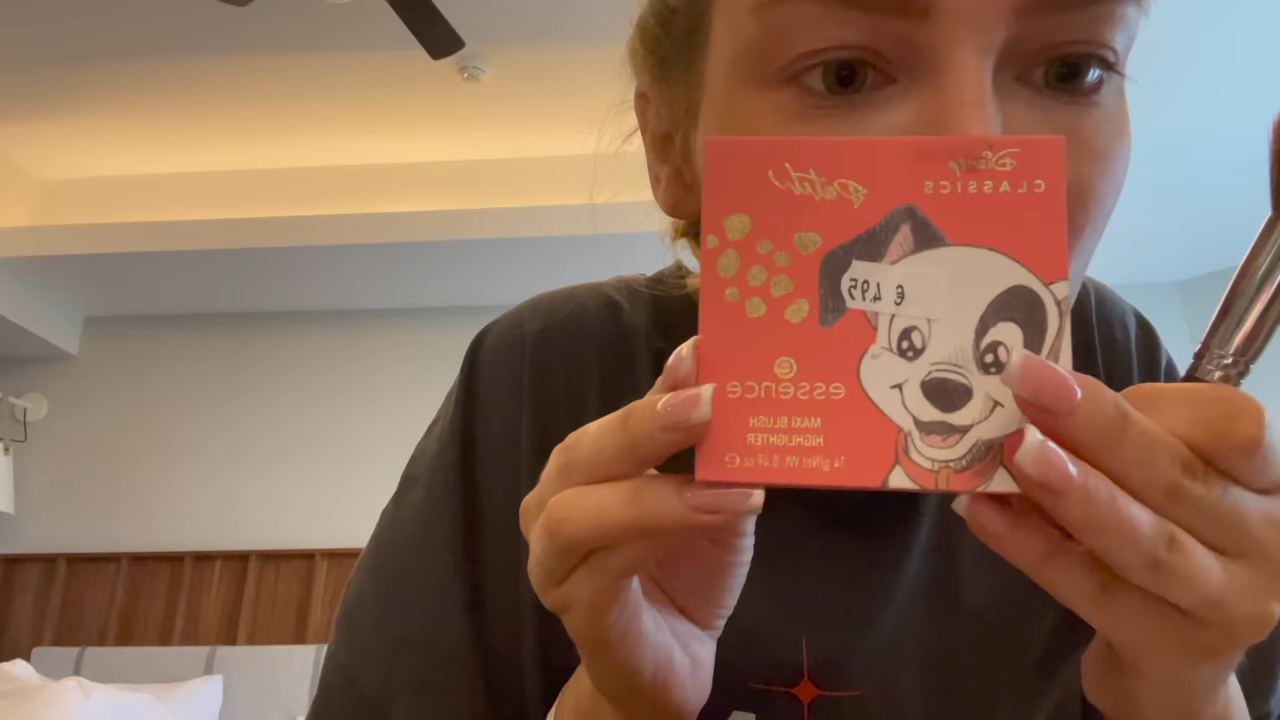 Disney
CLASSICS
Patch
€ 4.95
essence
MAXI BLUSH
HIGHLIGHTER
14 g/Net Wt. 0.49 oz. ℮